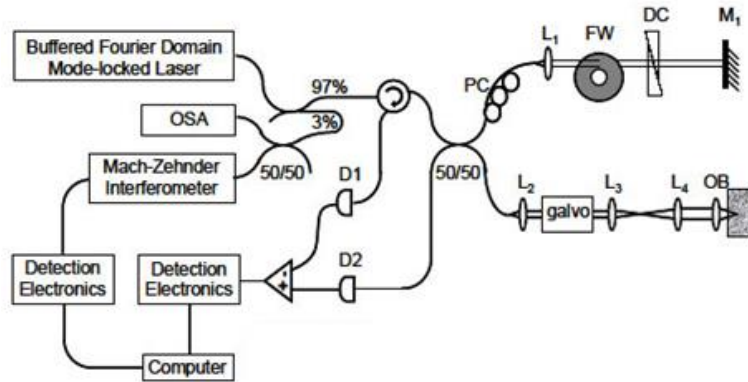 Buffered Fourier Domain
Mode-locked Laser
97%
3%
OSA
Mach-Zehnder
Interferometer
50/50
D1
D2
Detection
Electronics
Detection
Electronics
-
+
Computer
50/50
PC
L1
FW
DC
M1
L2
galvo
L3
L4
OB